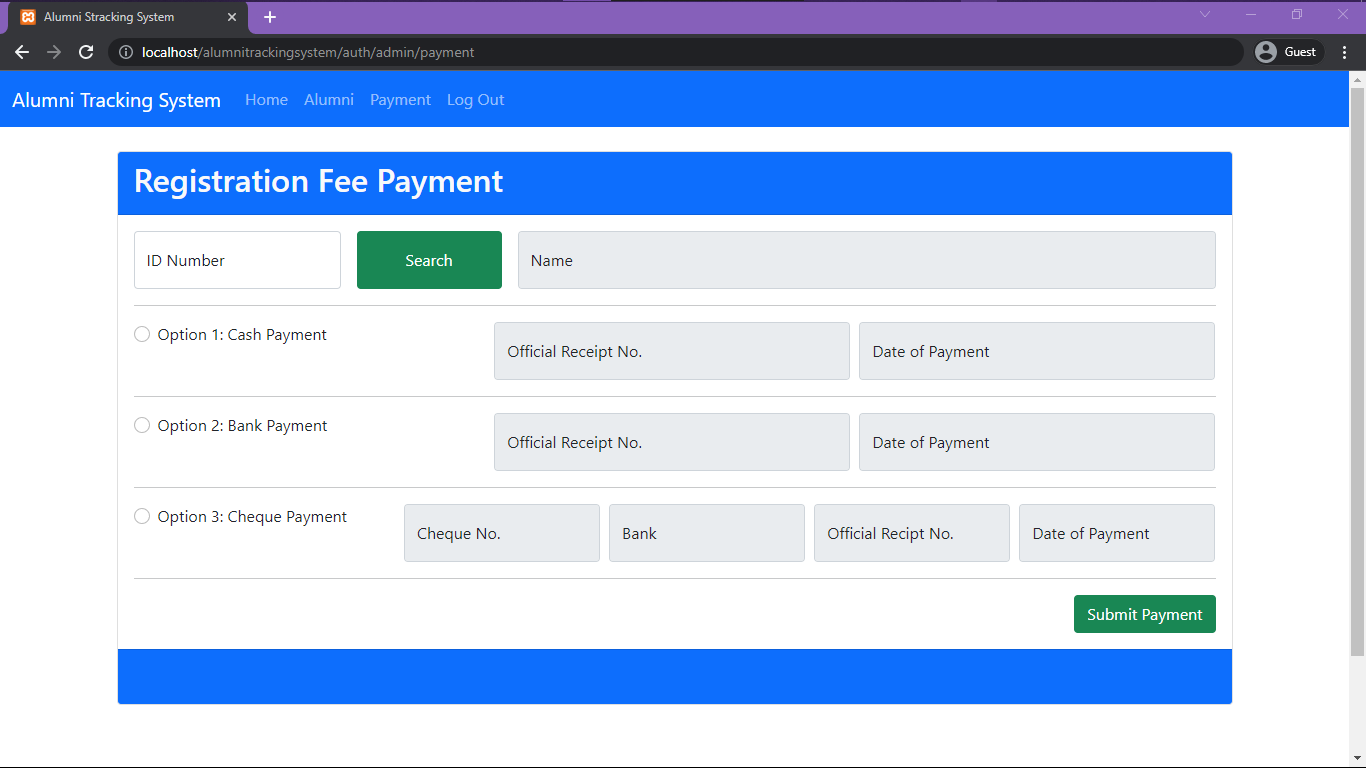 Alumni Stracking System
localhost/alumnitrackingsystem/auth/admin/payment
Guest
Alumni Tracking System Home Alumni Payment Log Out
Registration Fee Payment
ID Number Search Name
Option 1: Cash Payment Official Receipt No. Date of Payment
Option 2: Bank Payment Official Receipt No. Date of Payment
Option 3: Cheque Payment Cheque No. Bank Official Recipt No. Date of Payment
Submit Payment